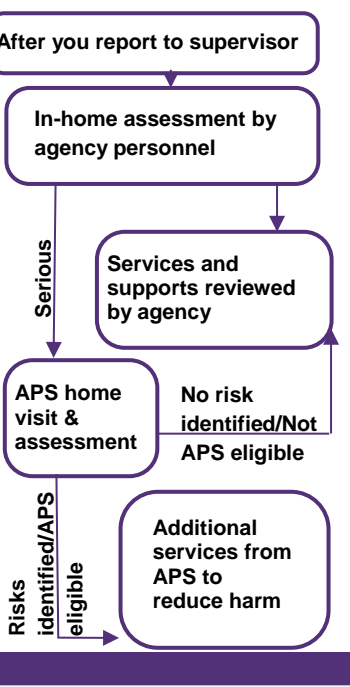 After you report to supervisor
In-home assessment by
agency personnel
Serious
Services and
supports reviewed
by agency
APS home
visit &
assessment
No risk
identified/Not
APS eligible
Risks
identified/APS
eligible
Additional
services from
APS to
reduce harm